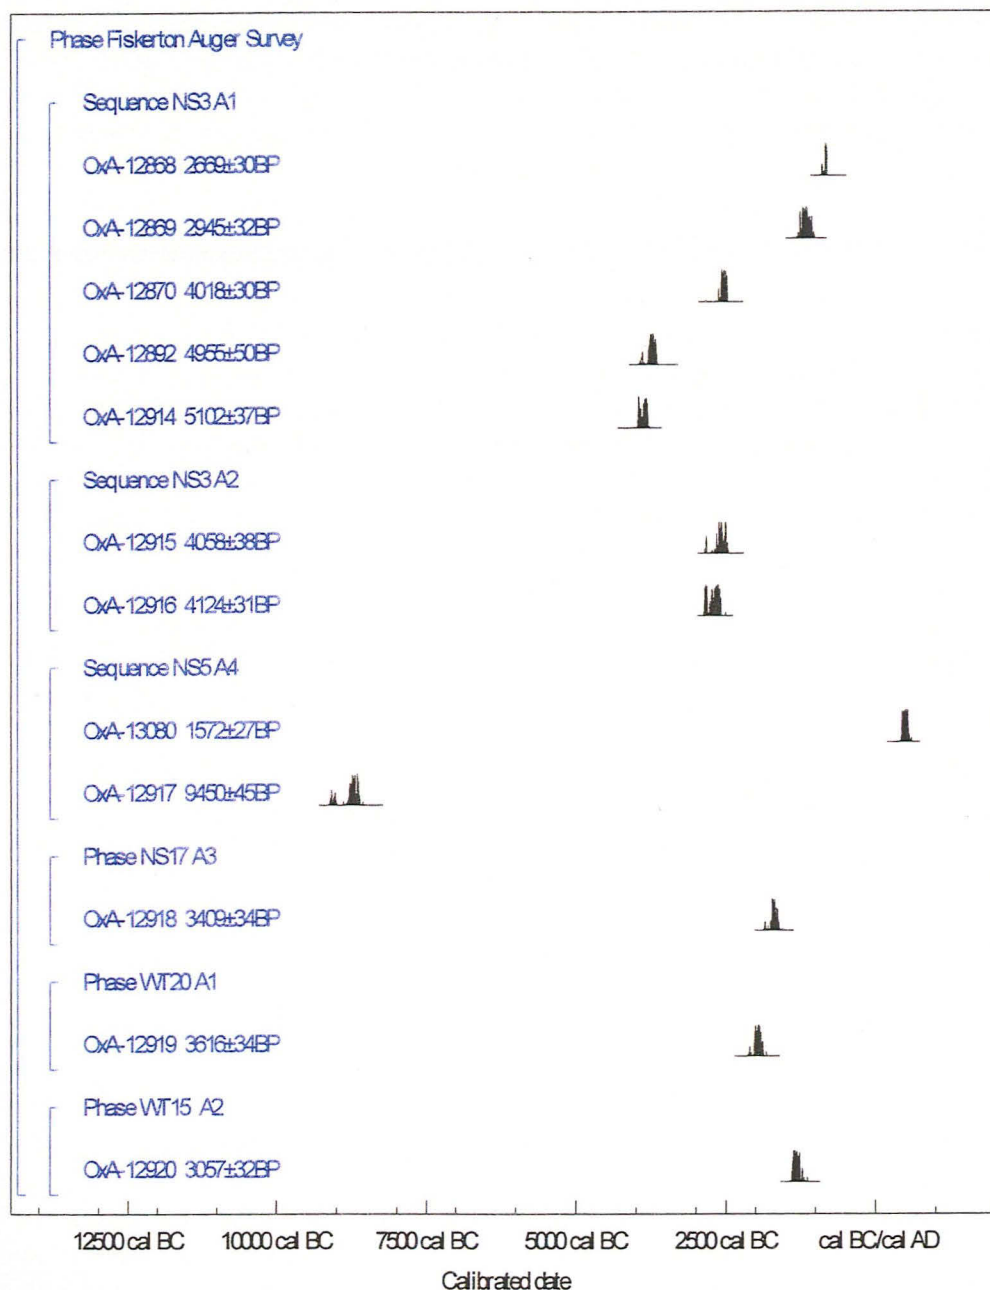 Phase Fiskerton Auger Survey
Sequence NS3 A1
OxA-12868 2669±30BP
OxA-12869 2945±32BP
OxA-12870 4018±30BP
OxA-12892 4955±50BP
OxA-12914 5102±37BP
Sequence NS3 A2
OxA-12915 4058±38BP
OxA-12916 4124±31BP
Sequence NS5 A4
OxA-13080 1572±27BP
OxA-12917 9450±45BP
Phase NS17 A3
OxA-12918 3409±34BP
Phase WT20 A1
OxA-12919 3616±34BP
Phase WT15 A2
OxA-12920 3057±32BP
12500 cal BC 10000 cal BC 7500 cal BC 5000 cal BC 2500 cal BC cal BC/cal AD
Calibrated date